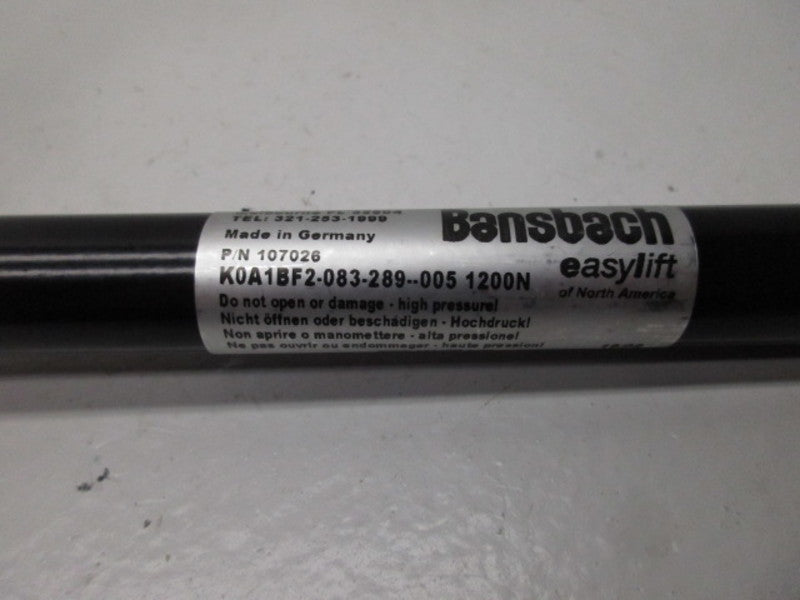 TEL: 321-253-1999
Made in Germany
P/N 107026
K0A1BF2-083-289--005 1200N
Do not open or damage - high pressure!
Nicht öffnen oder beschädigen - Hochdruck!
Non aprire o manomettere - alta pressione!
Ne pas ouvrir ou endommager - haute pression!
Bansbach
easylift
of North America